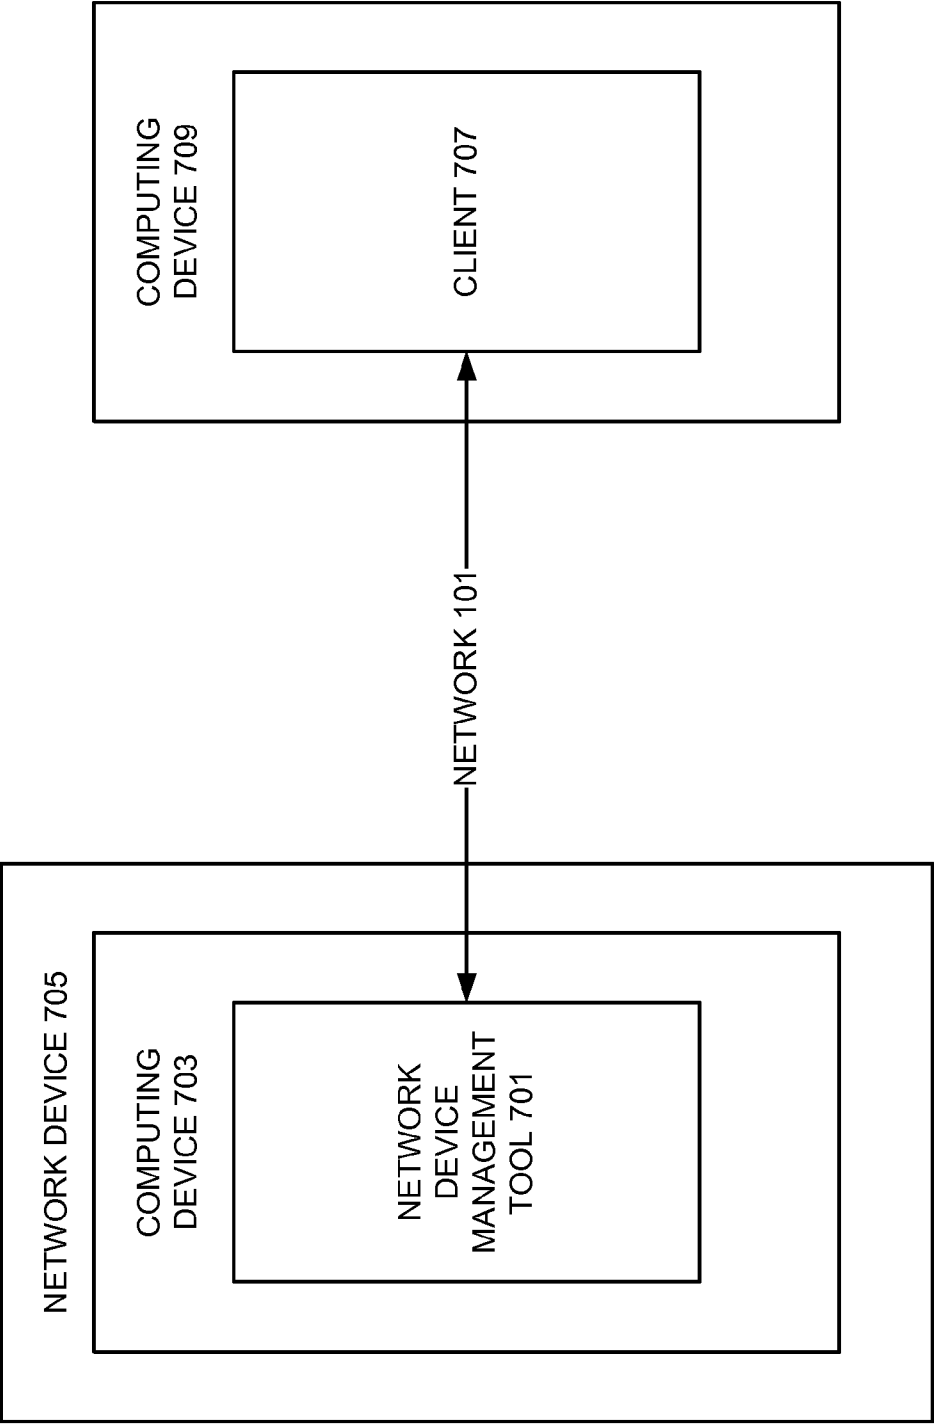 NETWORK DEVICE 705
COMPUTING
DEVICE 703
NETWORK
DEVICE
MANAGEMENT
TOOL 701
NETWORK 101
COMPUTING
DEVICE 709
CLIENT 707